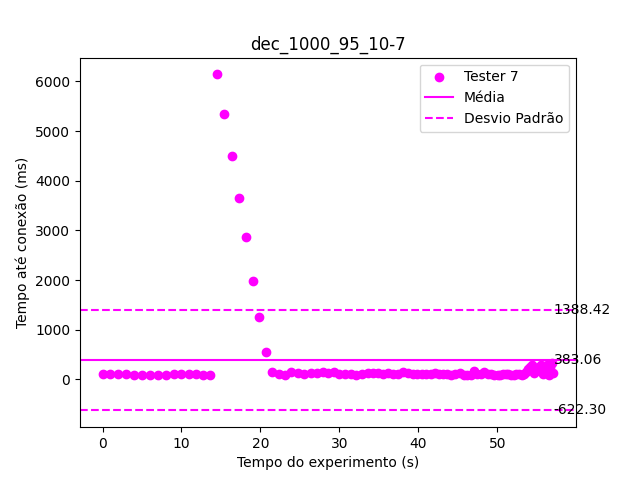 dec_1000_95_10-7
Tester 7
Média
Desvio Padrão
Tempo até conexão (ms)
6000
5000
4000
3000
2000
1000
0
1388.42
383.06
-622.30
0 10 20 30 40 50
Tempo do experimento (s)